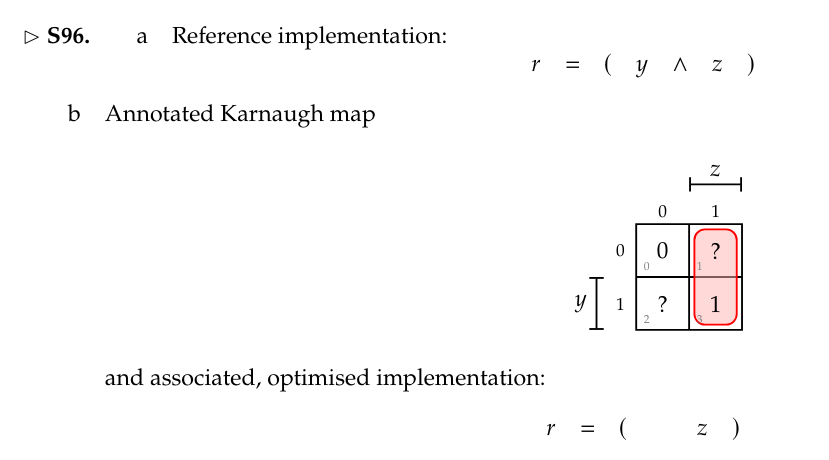 ▷ S96. a Reference implementation:
r = ( y ∧ z )
b Annotated Karnaugh map
z
0 1
0 0 ?
0 1
y 1 ? 1
2 3
and associated, optimised implementation:
r = ( z )